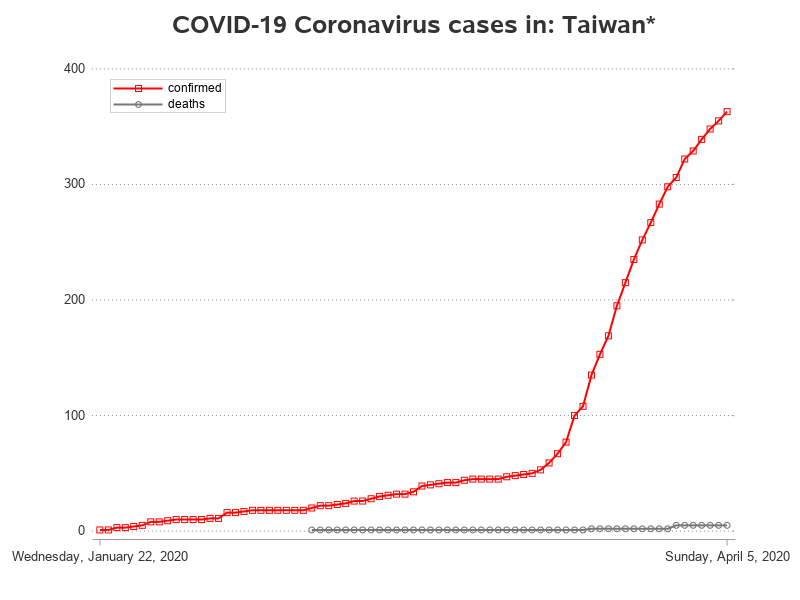 COVID-19 Coronavirus cases in: Taiwan*
400
confirmed
deaths
300
200
100
0
Wednesday, January 22, 2020 Sunday, April 5, 2020